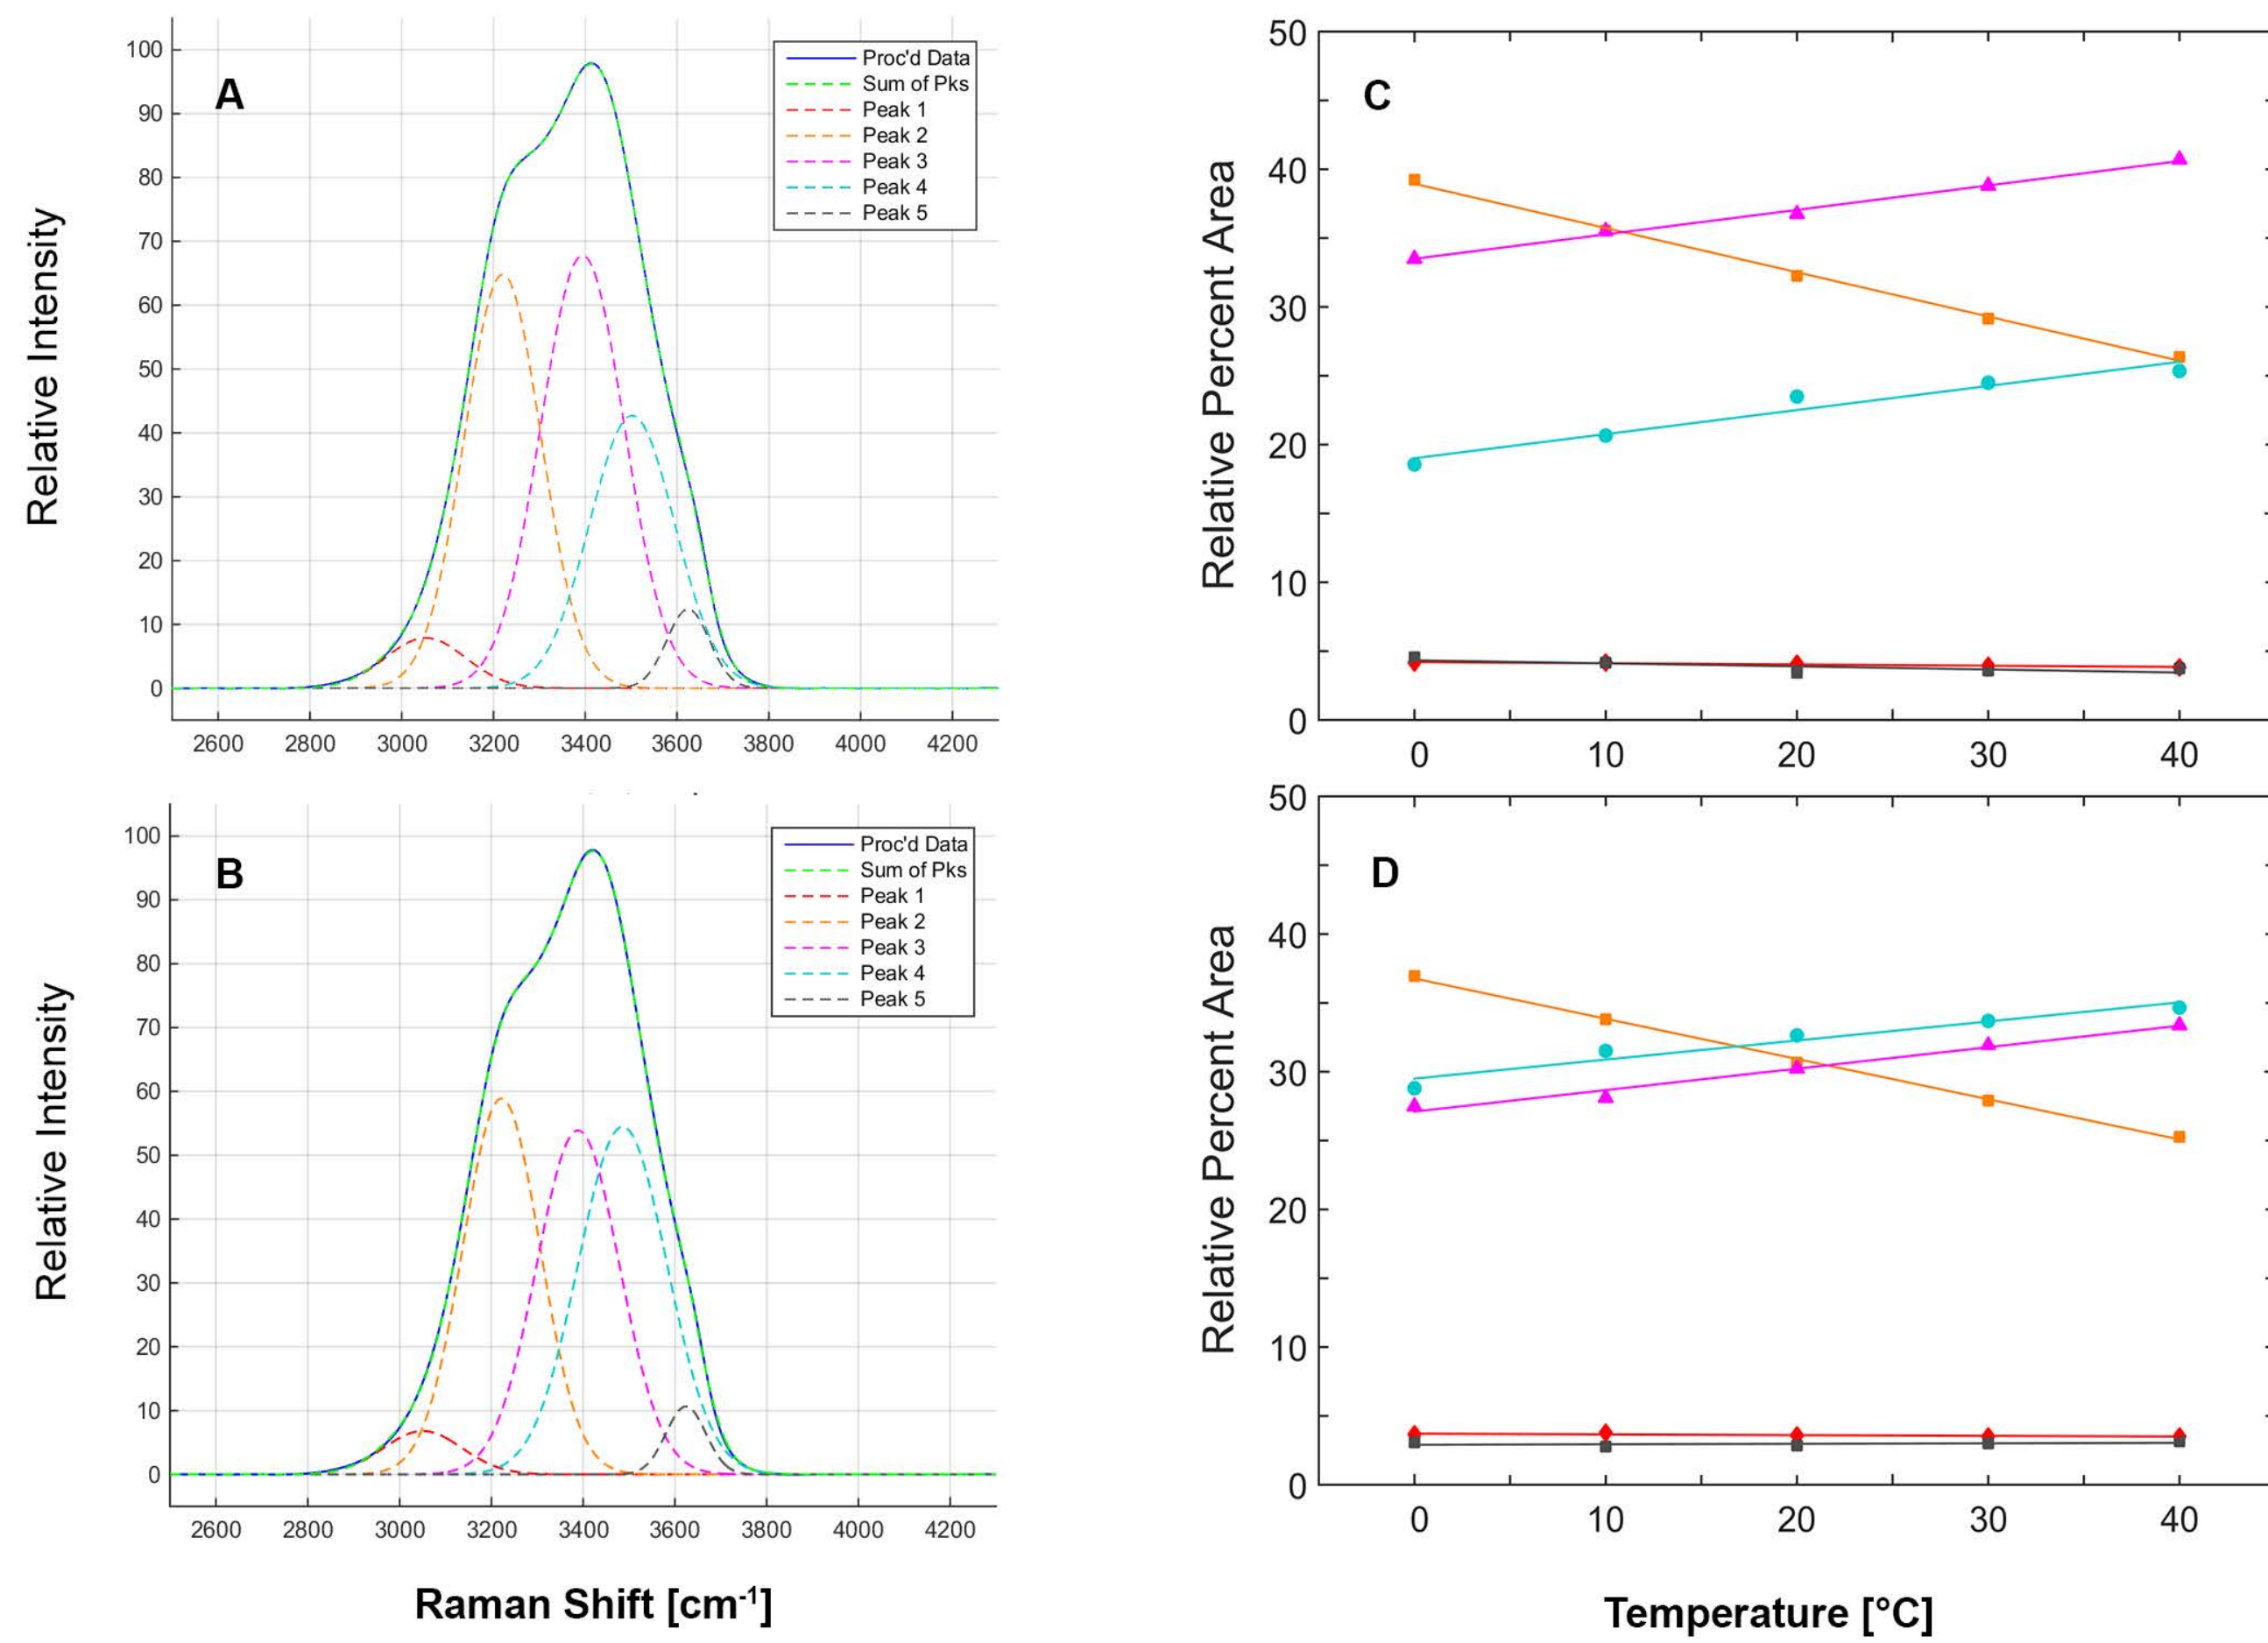 A
Relative Intensity
100
90
80
70
60
50
40
30
20
10
0
Proc'd Data
Sum of Pks
Peak 1
Peak 2
Peak 3
Peak 4
Peak 5
2600 2800 3000 3200 3400 3600 3800 4000 4200
B
Relative Intensity
100
90
80
70
60
50
40
30
20
10
0
Proc'd Data
Sum of Pks
Peak 1
Peak 2
Peak 3
Peak 4
Peak 5
2600 2800 3000 3200 3400 3600 3800 4000 4200
Raman Shift [cm-1]
C
Relative Percent Area
50
40
30
20
10
0
0 10 20 30 40
D
Relative Percent Area
50
40
30
20
10
0
0 10 20 30 40
Temperature [°C]